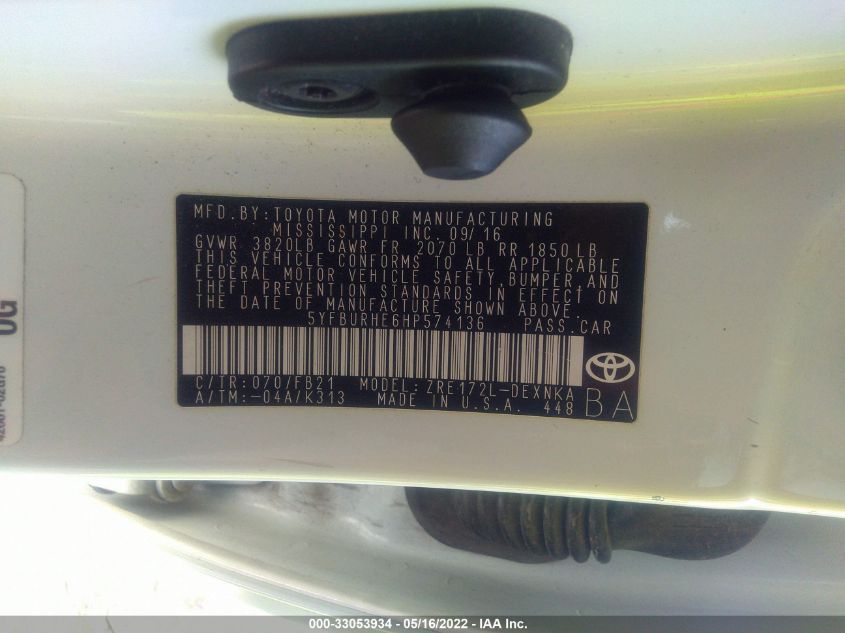 MFD.BY:TOYOTA MOTOR MANUFACTURING
MISSISSIPPI INC. 09/16
GVWR 3820LB GAWR FR 2070 LB RR 1850 LB
THIS VEHICLE CONFORMS TO ALL APPLICABLE
FEDERAL MOTOR VEHICLE SAFETY,BUMPER AND
THEFT PREVENTION STANDARDS IN EFFECT ON
THE DATE OF MANUFACTURE SHOWN ABOVE.
5YFBURHE6HP574136 PASS.CAR
C/TR:070/FB21 MODEL: ZRE172L-DEXNKA
A/TM:-04A/K313 MADE IN U.S.A. 448
BA
000-33053934 - 05/16/2022 - IAA Inc.